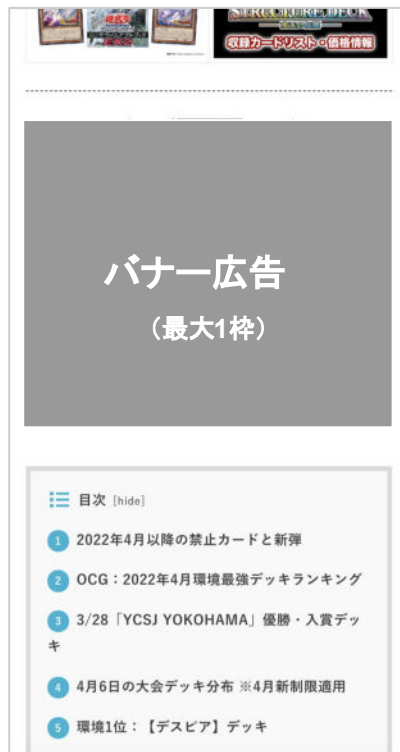 STRUCTURE DECK
収録カードリスト・価格情報
バナー広告
（最大1枠）
目次 [hide]
1 2022年4月以降の禁止カードと新弾
2 OCG：2022年4月環境最強デッキランキング
3 3/28「YCSJ YOKOHAMA」優勝・入賞デッ
キ
4 4月6日の大会デッキ分布 ※4月新制限適用
5 環境1位：【デスピア】デッキ